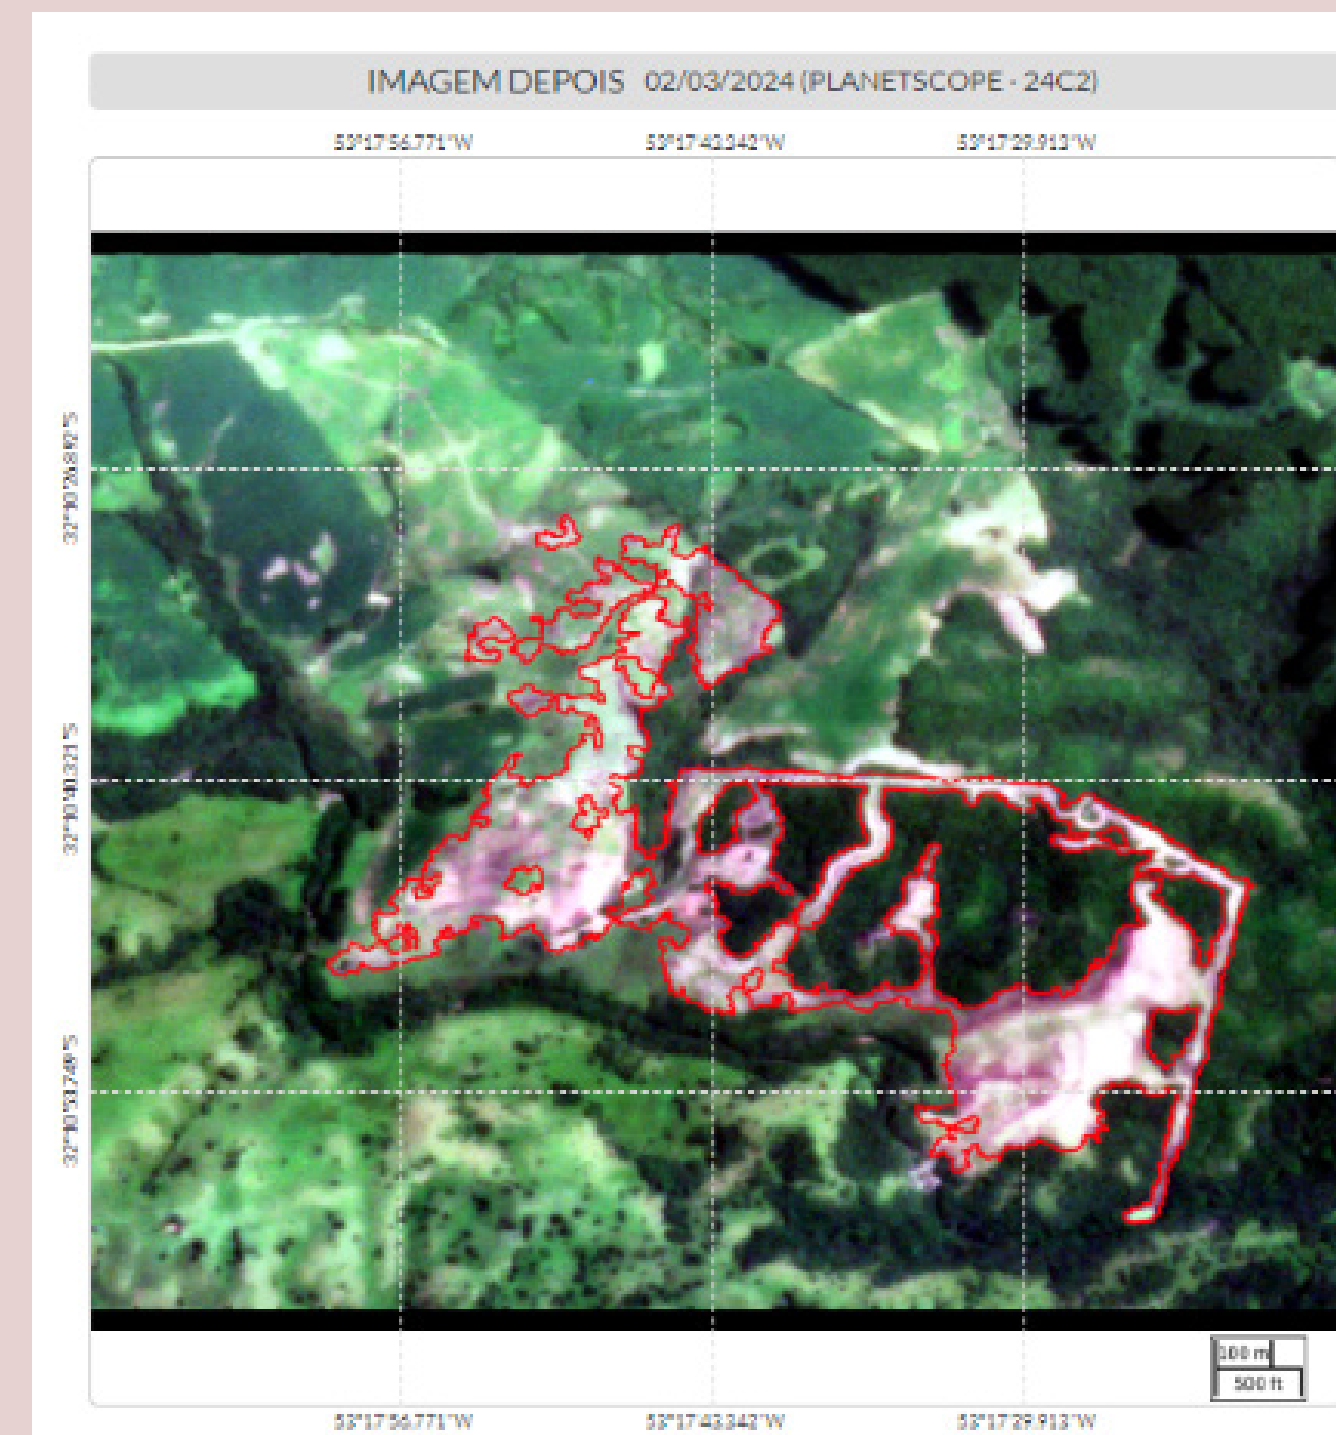 IMAGEM DEPOIS 02/03/2024 (PLANETSCOPE - 24C2)
53°17'56.771"W 53°17'43.342"W 53°17'29.913"W
100 m
500 ft
53°17'56.771"W 53°17'43.342"W 53°17'29.913"W